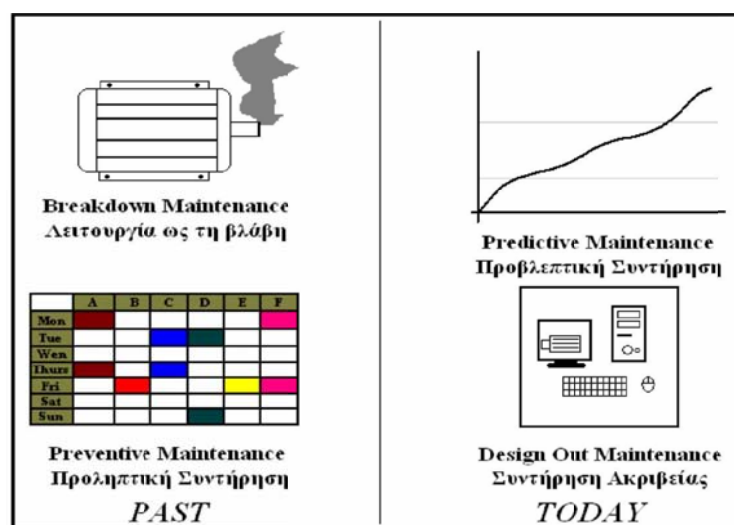 Breakdown Maintenance
Λειτουργία ως τη βλάβη
A B C D E F
Mon
Tue
Wen
Thurs
Fri
Sat
Sun
Preventive Maintenance
Προληπτική Συντήρηση
PAST
Predictive Maintenance
Προβλεπτική Συντήρηση
Design Out Maintenance
Συντήρηση Ακριβείας
TODAY